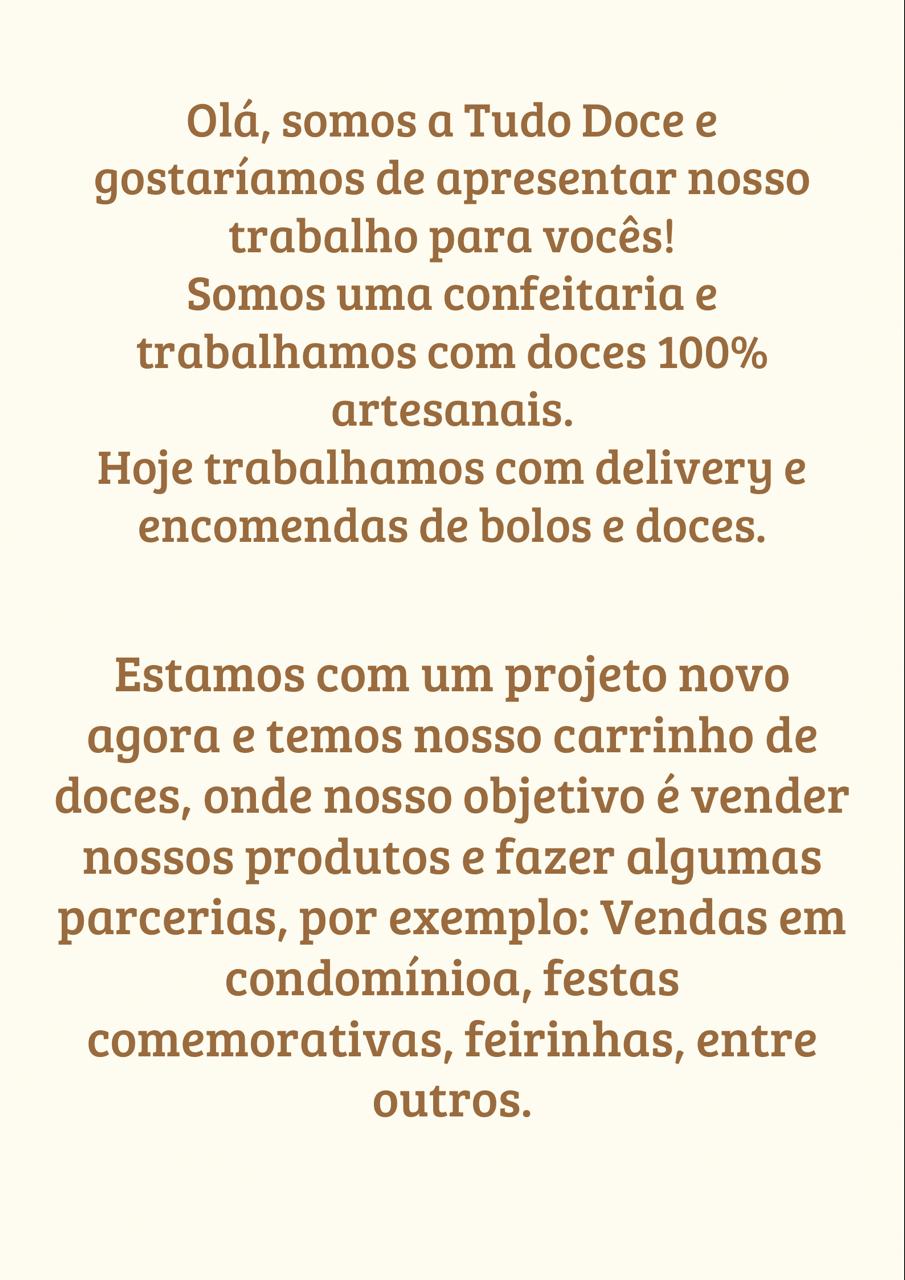 Olá, somos a Tudo Doce e
gostaríamos de apresentar nosso
trabalho para vocês!
Somos uma confeitaria e
trabalhamos com doces 100%
artesanais.
Hoje trabalhamos com delivery e
encomendas de bolos e doces.
Estamos com um projeto novo
agora e temos nosso carrinho de
doces, onde nosso objetivo é vender
nossos produtos e fazer algumas
parcerias, por exemplo: Vendas em
condomínioa, festas
comemorativas, feirinhas, entre
outros.